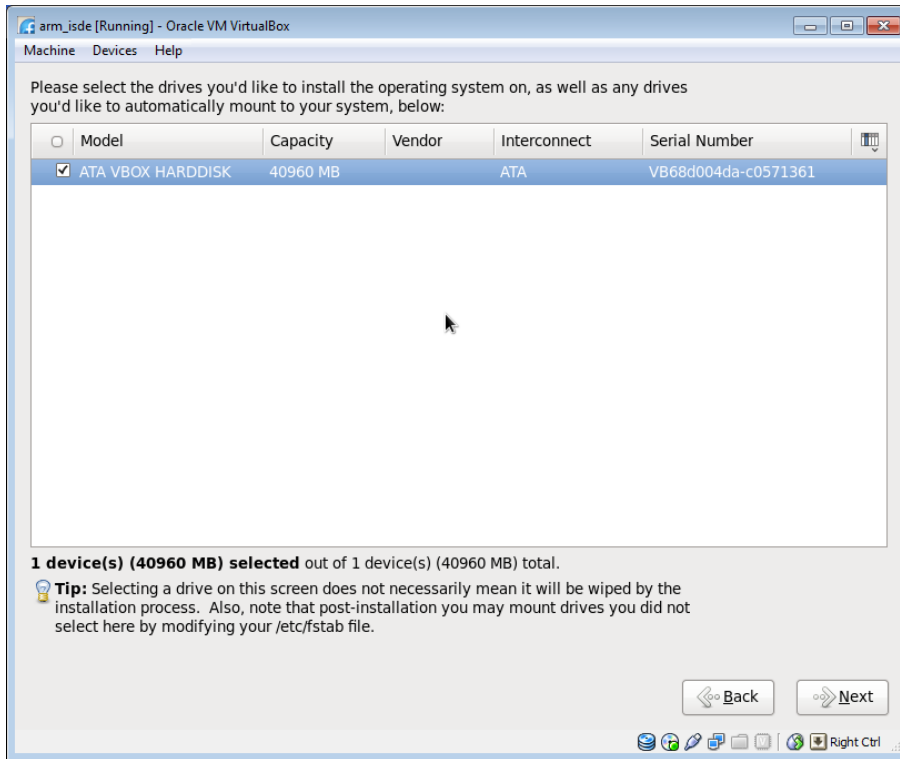 arm_isde [Running] - Oracle VM VirtualBox
Machine Devices Help
Please select the drives you'd like to install the operating system on, as well as any drives
you'd like to automatically mount to your system, below:
Model Capacity Vendor Interconnect Serial Number
ATA VBOX HARDDISK 40960 MB ATA VB68d004da-c0571361
1 device(s) (40960 MB) selected out of 1 device(s) (40960 MB) total.
Tip: Selecting a drive on this screen does not necessarily mean it will be wiped by the
installation process. Also, note that post-installation you may mount drives you did not
select here by modifying your /etc/fstab file.
Back Next
Right Ctrl